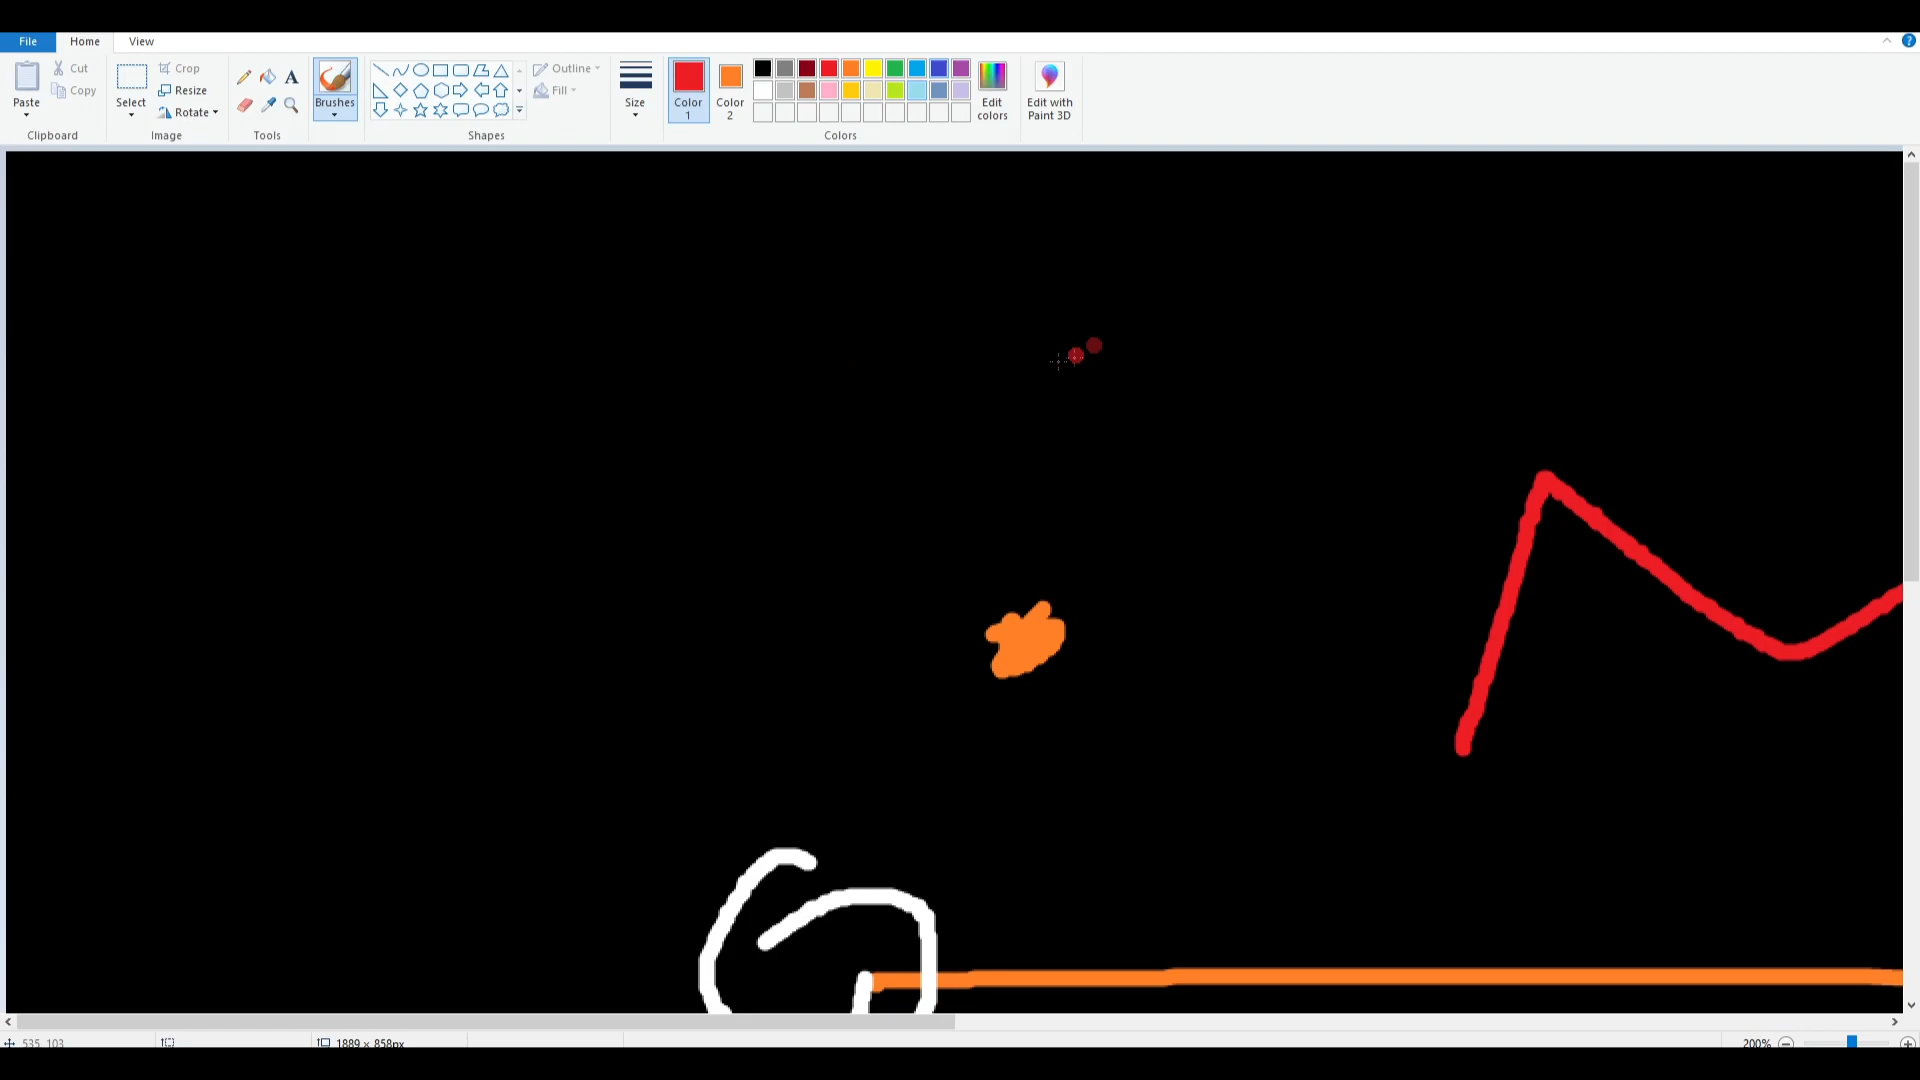 File Home View
Paste Cut Copy Clipboard
Select Crop Resize Rotate Image
Tools
Brushes
Shapes Outline Fill
Size
Color 1 Color 2 Colors
Edit colors
Edit with Paint 3D
535, 103 1889 × 858px 200%